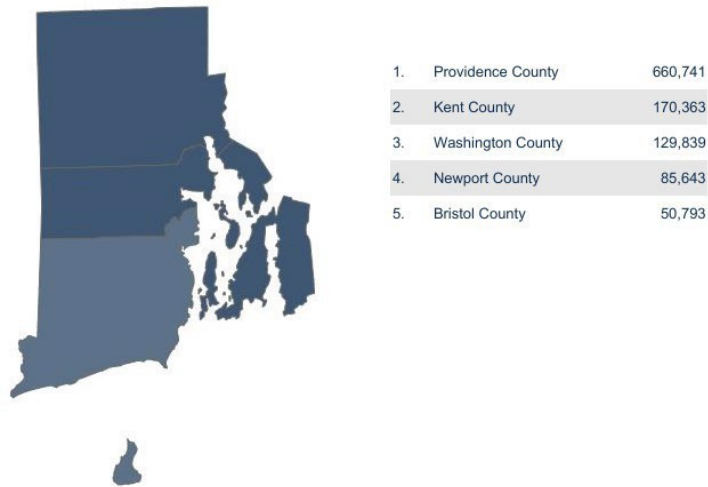 1. Providence County 660,741
2. Kent County 170,363
3. Washington County 129,839
4. Newport County 85,643
5. Bristol County 50,793